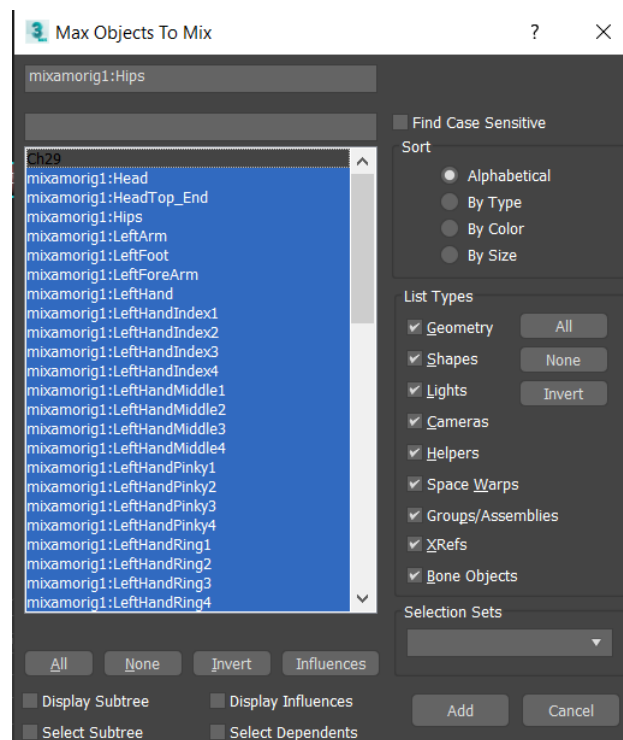 Max Objects To Mix
mixamorig1:Hips
Find Case Sensitive
Ch29
mixamorig1:Head
mixamorig1:HeadTop_End
mixamorig1:Hips
mixamorig1:LeftArm
mixamorig1:LeftFoot
mixamorig1:LeftForeArm
mixamorig1:LeftHand
mixamorig1:LeftHandIndex1
mixamorig1:LeftHandIndex2
mixamorig1:LeftHandIndex3
mixamorig1:LeftHandIndex4
mixamorig1:LeftHandMiddle1
mixamorig1:LeftHandMiddle2
mixamorig1:LeftHandMiddle3
mixamorig1:LeftHandMiddle4
mixamorig1:LeftHandPinky1
mixamorig1:LeftHandPinky2
mixamorig1:LeftHandPinky3
mixamorig1:LeftHandPinky4
mixamorig1:LeftHandRing1
mixamorig1:LeftHandRing2
mixamorig1:LeftHandRing3
mixamorig1:LeftHandRing4
Sort
Alphabetical
By Type
By Color
By Size
List Types
Geometry All
Shapes None
Lights Invert
Cameras
Helpers
Space Warps
Groups/Assemblies
XRefs
Bone Objects
Selection Sets
All None Invert Influences
Display Subtree Display Influences
Select Subtree Select Dependents
Add Cancel